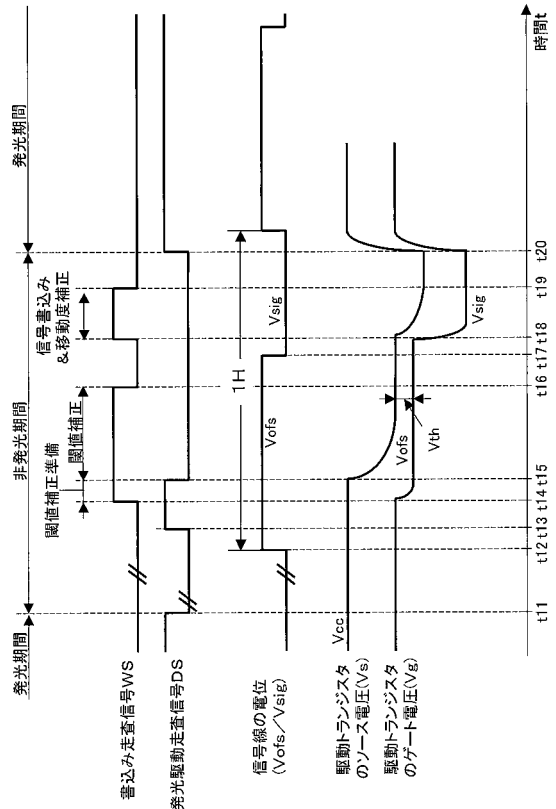 発光期間
非発光期間
発光期間
閾値補正準備
閾値補正
信号書込み
&移動度補正
書込み走査信号WS
発光駆動走査信号DS
1H
信号線の電位
(Vofs/Vsig)
Vofs
Vsig
Vcc
駆動トランジスタ
のソース電圧(Vs)
Vofs
Vth
駆動トランジスタ
のゲート電圧(Vg)
Vsig
t11
t12
t13
t14
t15
t16
t17
t18
t19
t20
時間t